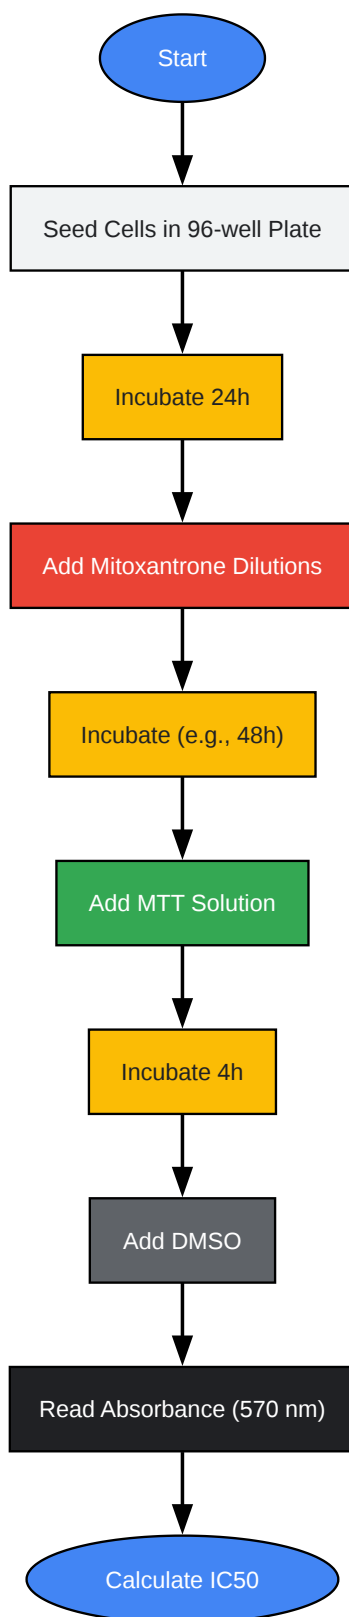 Start
Seed Cells in 96-well Plate
Incubate 24h
Add Mitoxantrone Dilutions
Incubate (e.g., 48h)
Add MTT Solution
Incubate 4h
Add DMSO
Read Absorbance (570 nm)
Calculate IC50